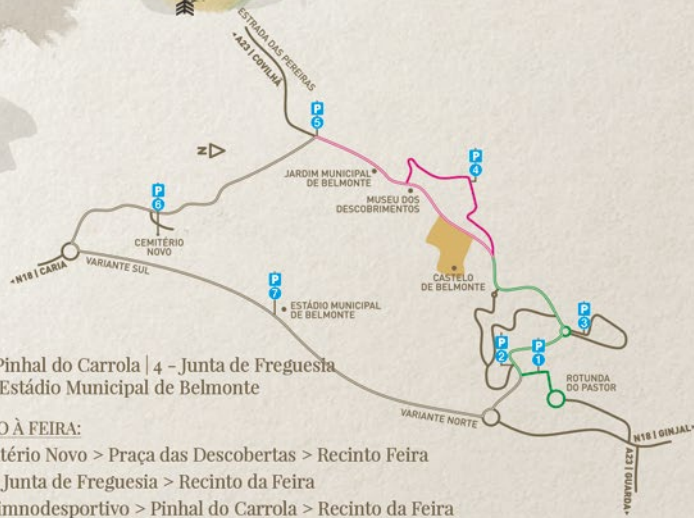 ESTRADA DAS PEREIRAS
◂A23 | COVILHÃ
P
5
N
P
4
JARDIM MUNICIPAL
DE BELMONTE
MUSEU DOS
DESCOBRIMENTOS
P
6
CEMITÉRIO
NOVO
◂N18 | CARIA
VARIANTE SUL
CASTELO
DE BELMONTE
P
7
ESTÁDIO MUNICIPAL
DE BELMONTE
P
3
P
2
P
1
ROTUNDA
DO PASTOR
VARIANTE NORTE
N18 | GINJAL▸
A23 | GUARDA▸
Pinhal do Carrola | 4 - Junta de Freguesia
Estádio Municipal de Belmonte
O À FEIRA:
tério Novo > Praça das Descobertas > Recinto Feira
Junta de Freguesia > Recinto da Feira
imnodesportivo > Pinhal do Carrola > Recinto da Feira